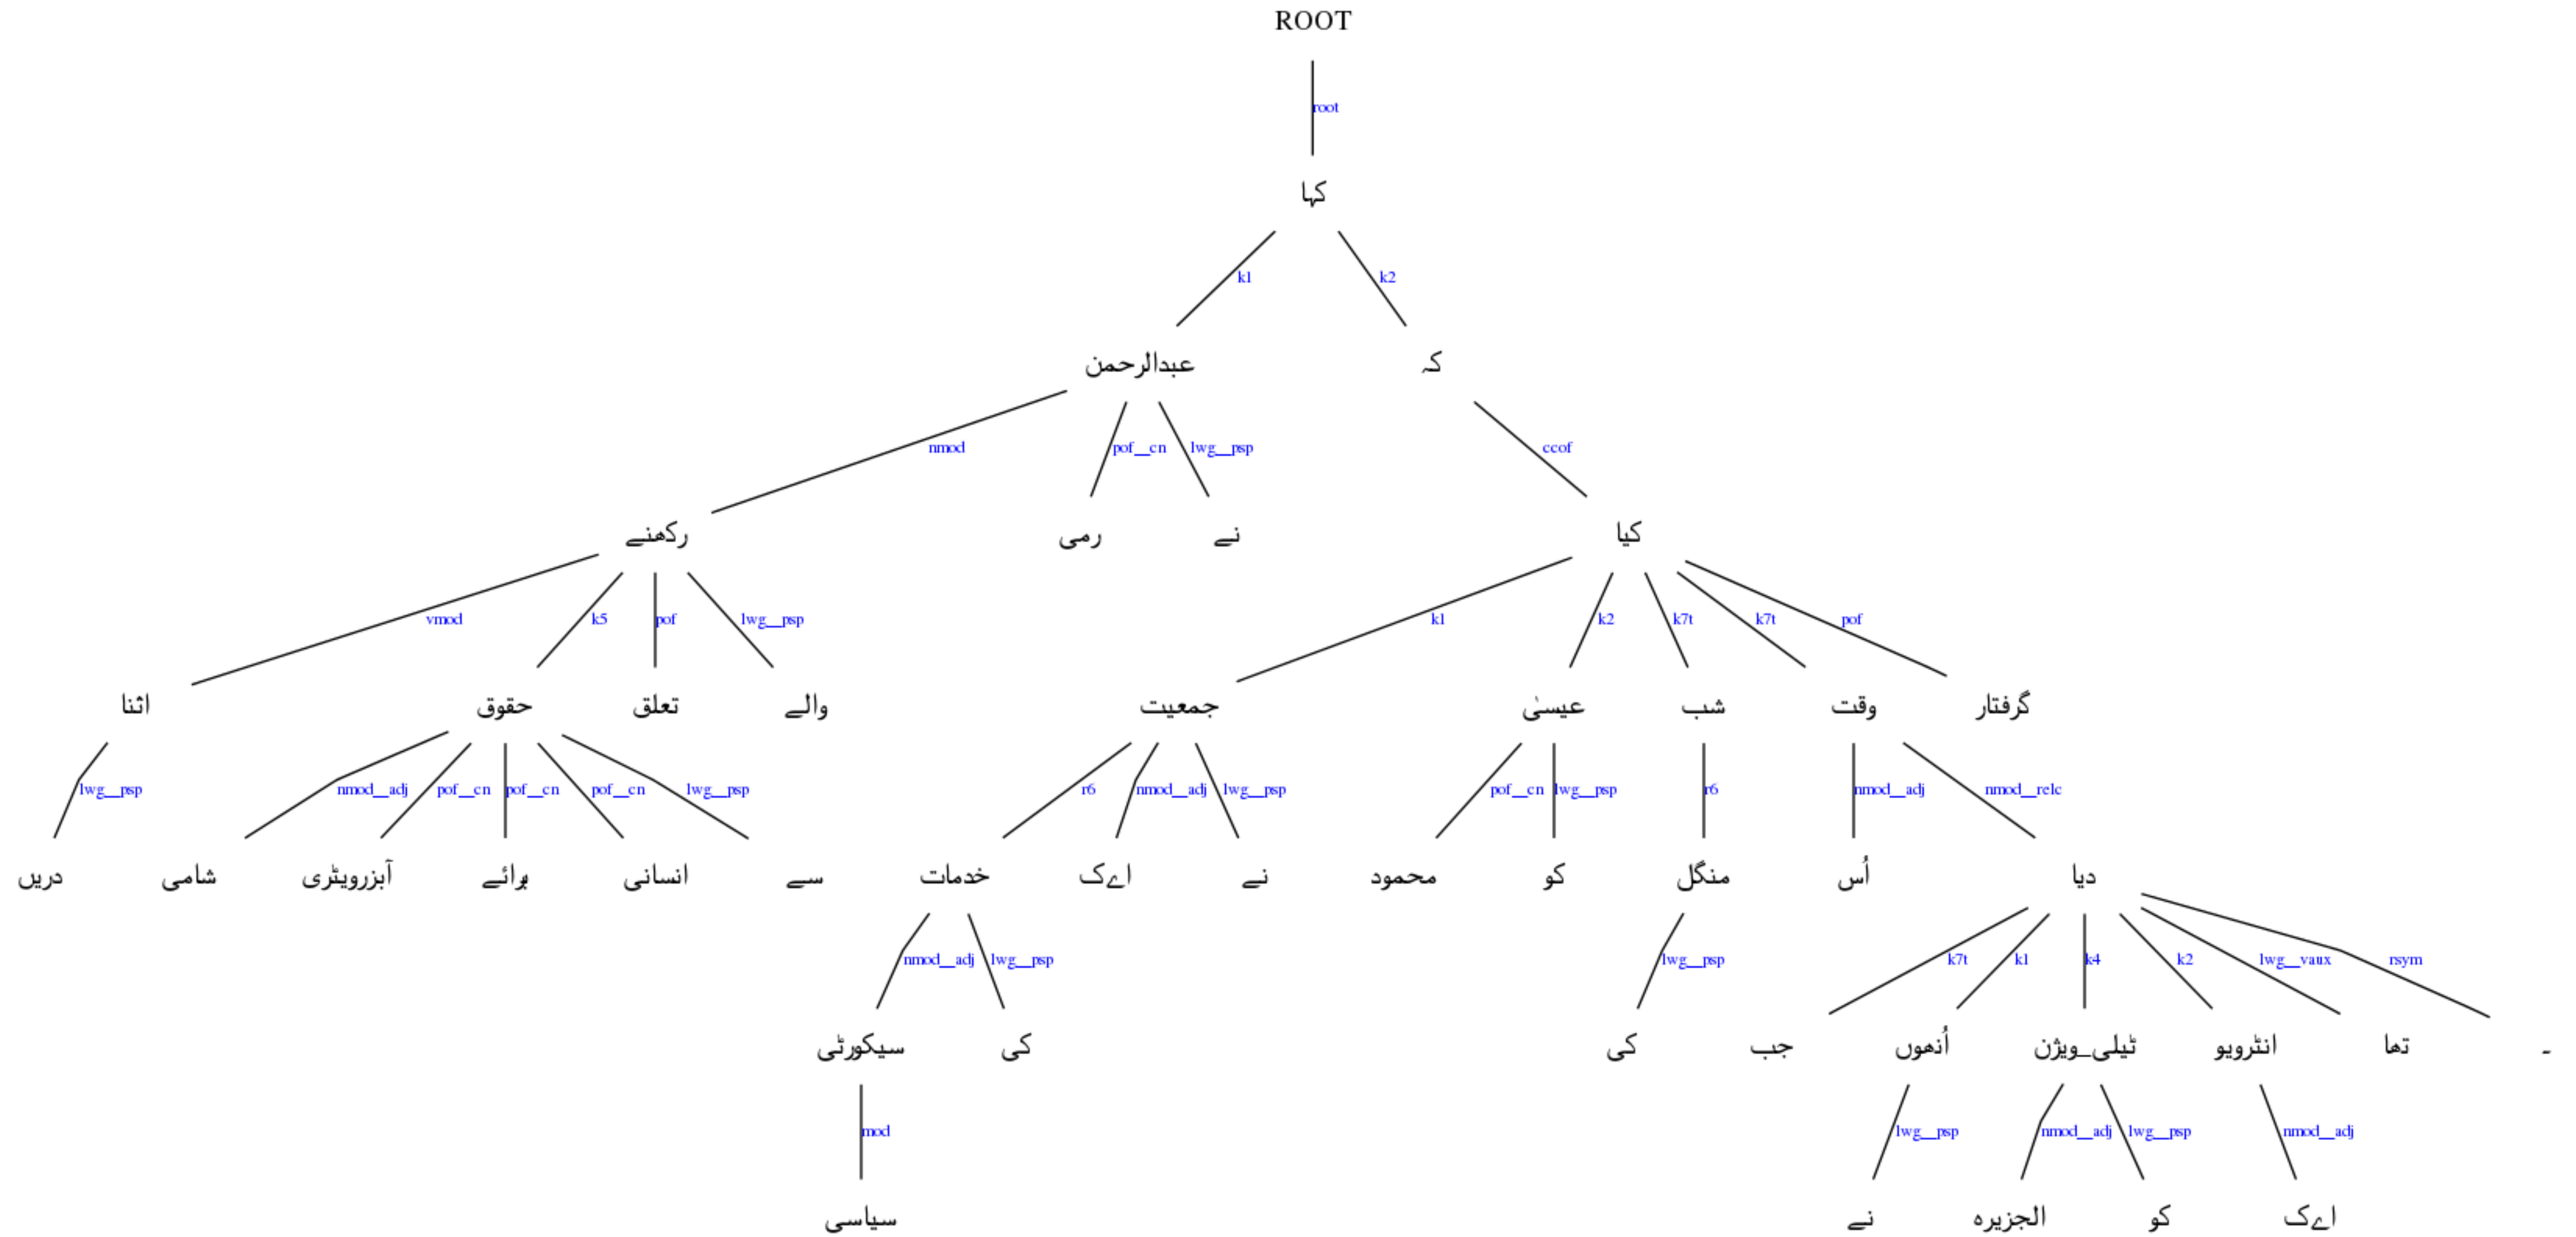 ROOT
root
کہا
k1 k2
عبدالرحمن کہ
nmod pof__cn lwg__psp ccof
رکھنے رمی نے کیا
vmod k5 pof lwg__psp k1 k2 k7t k7t pof
اثنا حقوق تعلق والے جمعیت عیسیٰ شب وقت گرفتار
lwg__psp nmod__adj pof__cn pof__cn pof__cn lwg__psp r6 nmod__adj lwg__psp pof__cn lwg__psp r6 nmod__adj nmod__relc
دریں شامی آبزرویٹری برائے انسانی سے خدمات اےک نے محمود کو منگل اُس دیا
nmod__adj lwg__psp lwg__psp k7t k1 k4 k2 lwg__vaux rsym
سیکورٹی کی کی جب اُنھوں ٹیلی_ویژن انٹرویو تھا ۔
mod lwg__psp nmod__adj lwg__psp nmod__adj
سیاسی نے الجزیرہ کو اےک